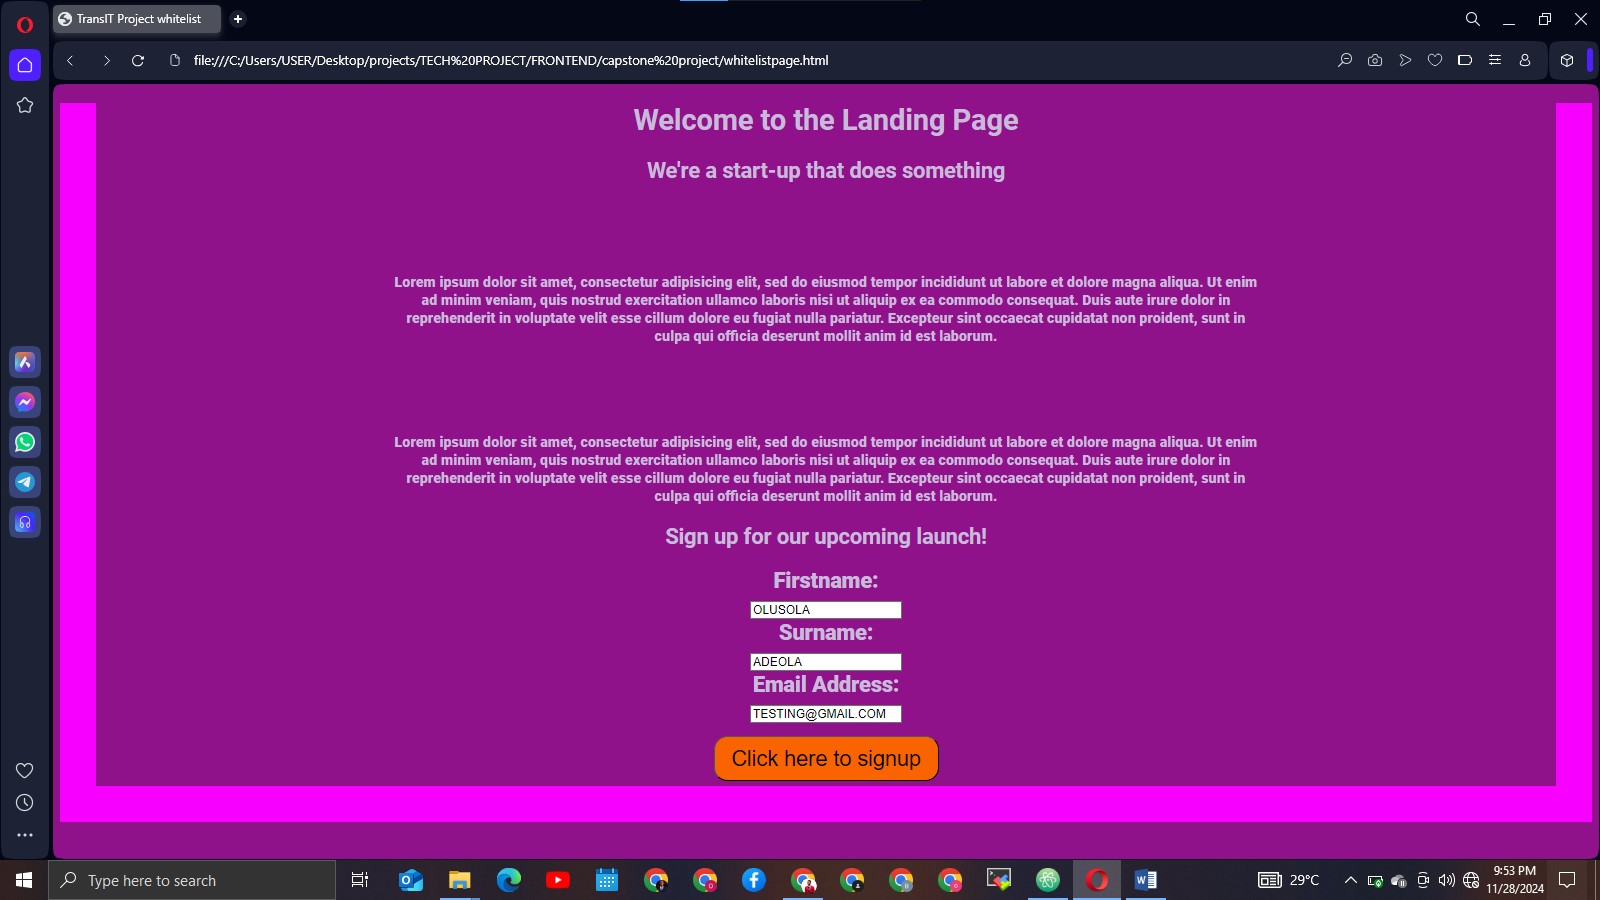 TransIT Project whitelist
file:///C:/Users/USER/Desktop/projects/TECH%20PROJECT/FRONTEND/capstone%20project/whitelistpage.html
Welcome to the Landing Page
We're a start-up that does something
Lorem ipsum dolor sit amet, consectetur adipisicing elit, sed do eiusmod tempor incididunt ut labore et dolore magna aliqua. Ut enim
ad minim veniam, quis nostrud exercitation ullamco laboris nisi ut aliquip ex ea commodo consequat. Duis aute irure dolor in
reprehenderit in voluptate velit esse cillum dolore eu fugiat nulla pariatur. Excepteur sint occaecat cupidatat non proident, sunt in
culpa qui officia deserunt mollit anim id est laborum.
Lorem ipsum dolor sit amet, consectetur adipisicing elit, sed do eiusmod tempor incididunt ut labore et dolore magna aliqua. Ut enim
ad minim veniam, quis nostrud exercitation ullamco laboris nisi ut aliquip ex ea commodo consequat. Duis aute irure dolor in
reprehenderit in voluptate velit esse cillum dolore eu fugiat nulla pariatur. Excepteur sint occaecat cupidatat non proident, sunt in
culpa qui officia deserunt mollit anim id est laborum.
Sign up for our upcoming launch!
Firstname:
OLUSOLA
Surname:
ADEOLA
Email Address:
TESTING@GMAIL.COM
Click here to signup
Type here to search
29°C
9:53 PM
11/28/2024